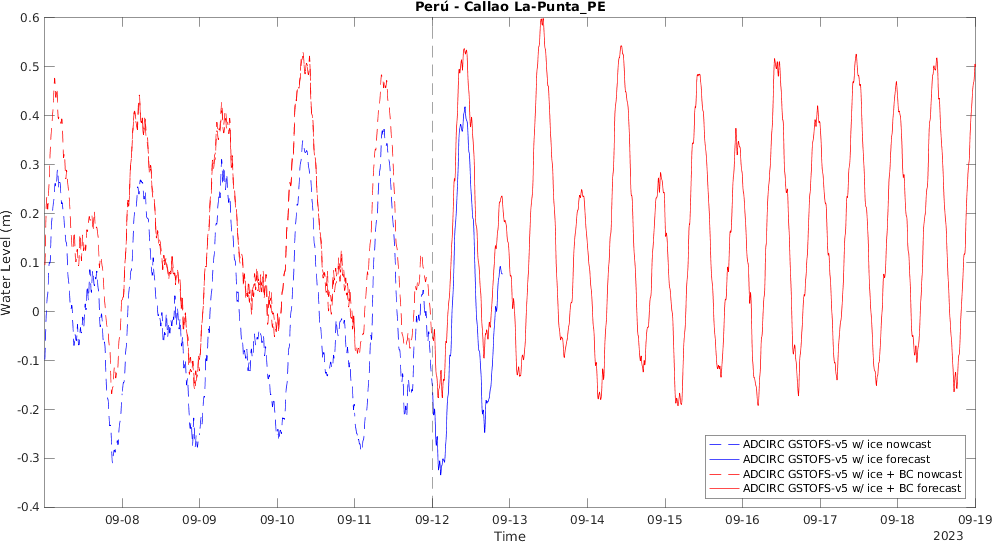 Perú - Callao La-Punta_PE
Water Level (m)
0.6
0.5
0.4
0.3
0.2
0.1
0
-0.1
-0.2
-0.3
-0.4
ADCIRC GSTOFS-v5 w/ ice nowcast
ADCIRC GSTOFS-v5 w/ ice forecast
ADCIRC GSTOFS-v5 w/ ice + BC nowcast
ADCIRC GSTOFS-v5 w/ ice + BC forecast
09-08 09-09 09-10 09-11 09-12 09-13 09-14 09-15 09-16 09-17 09-18 09-19
Time
2023